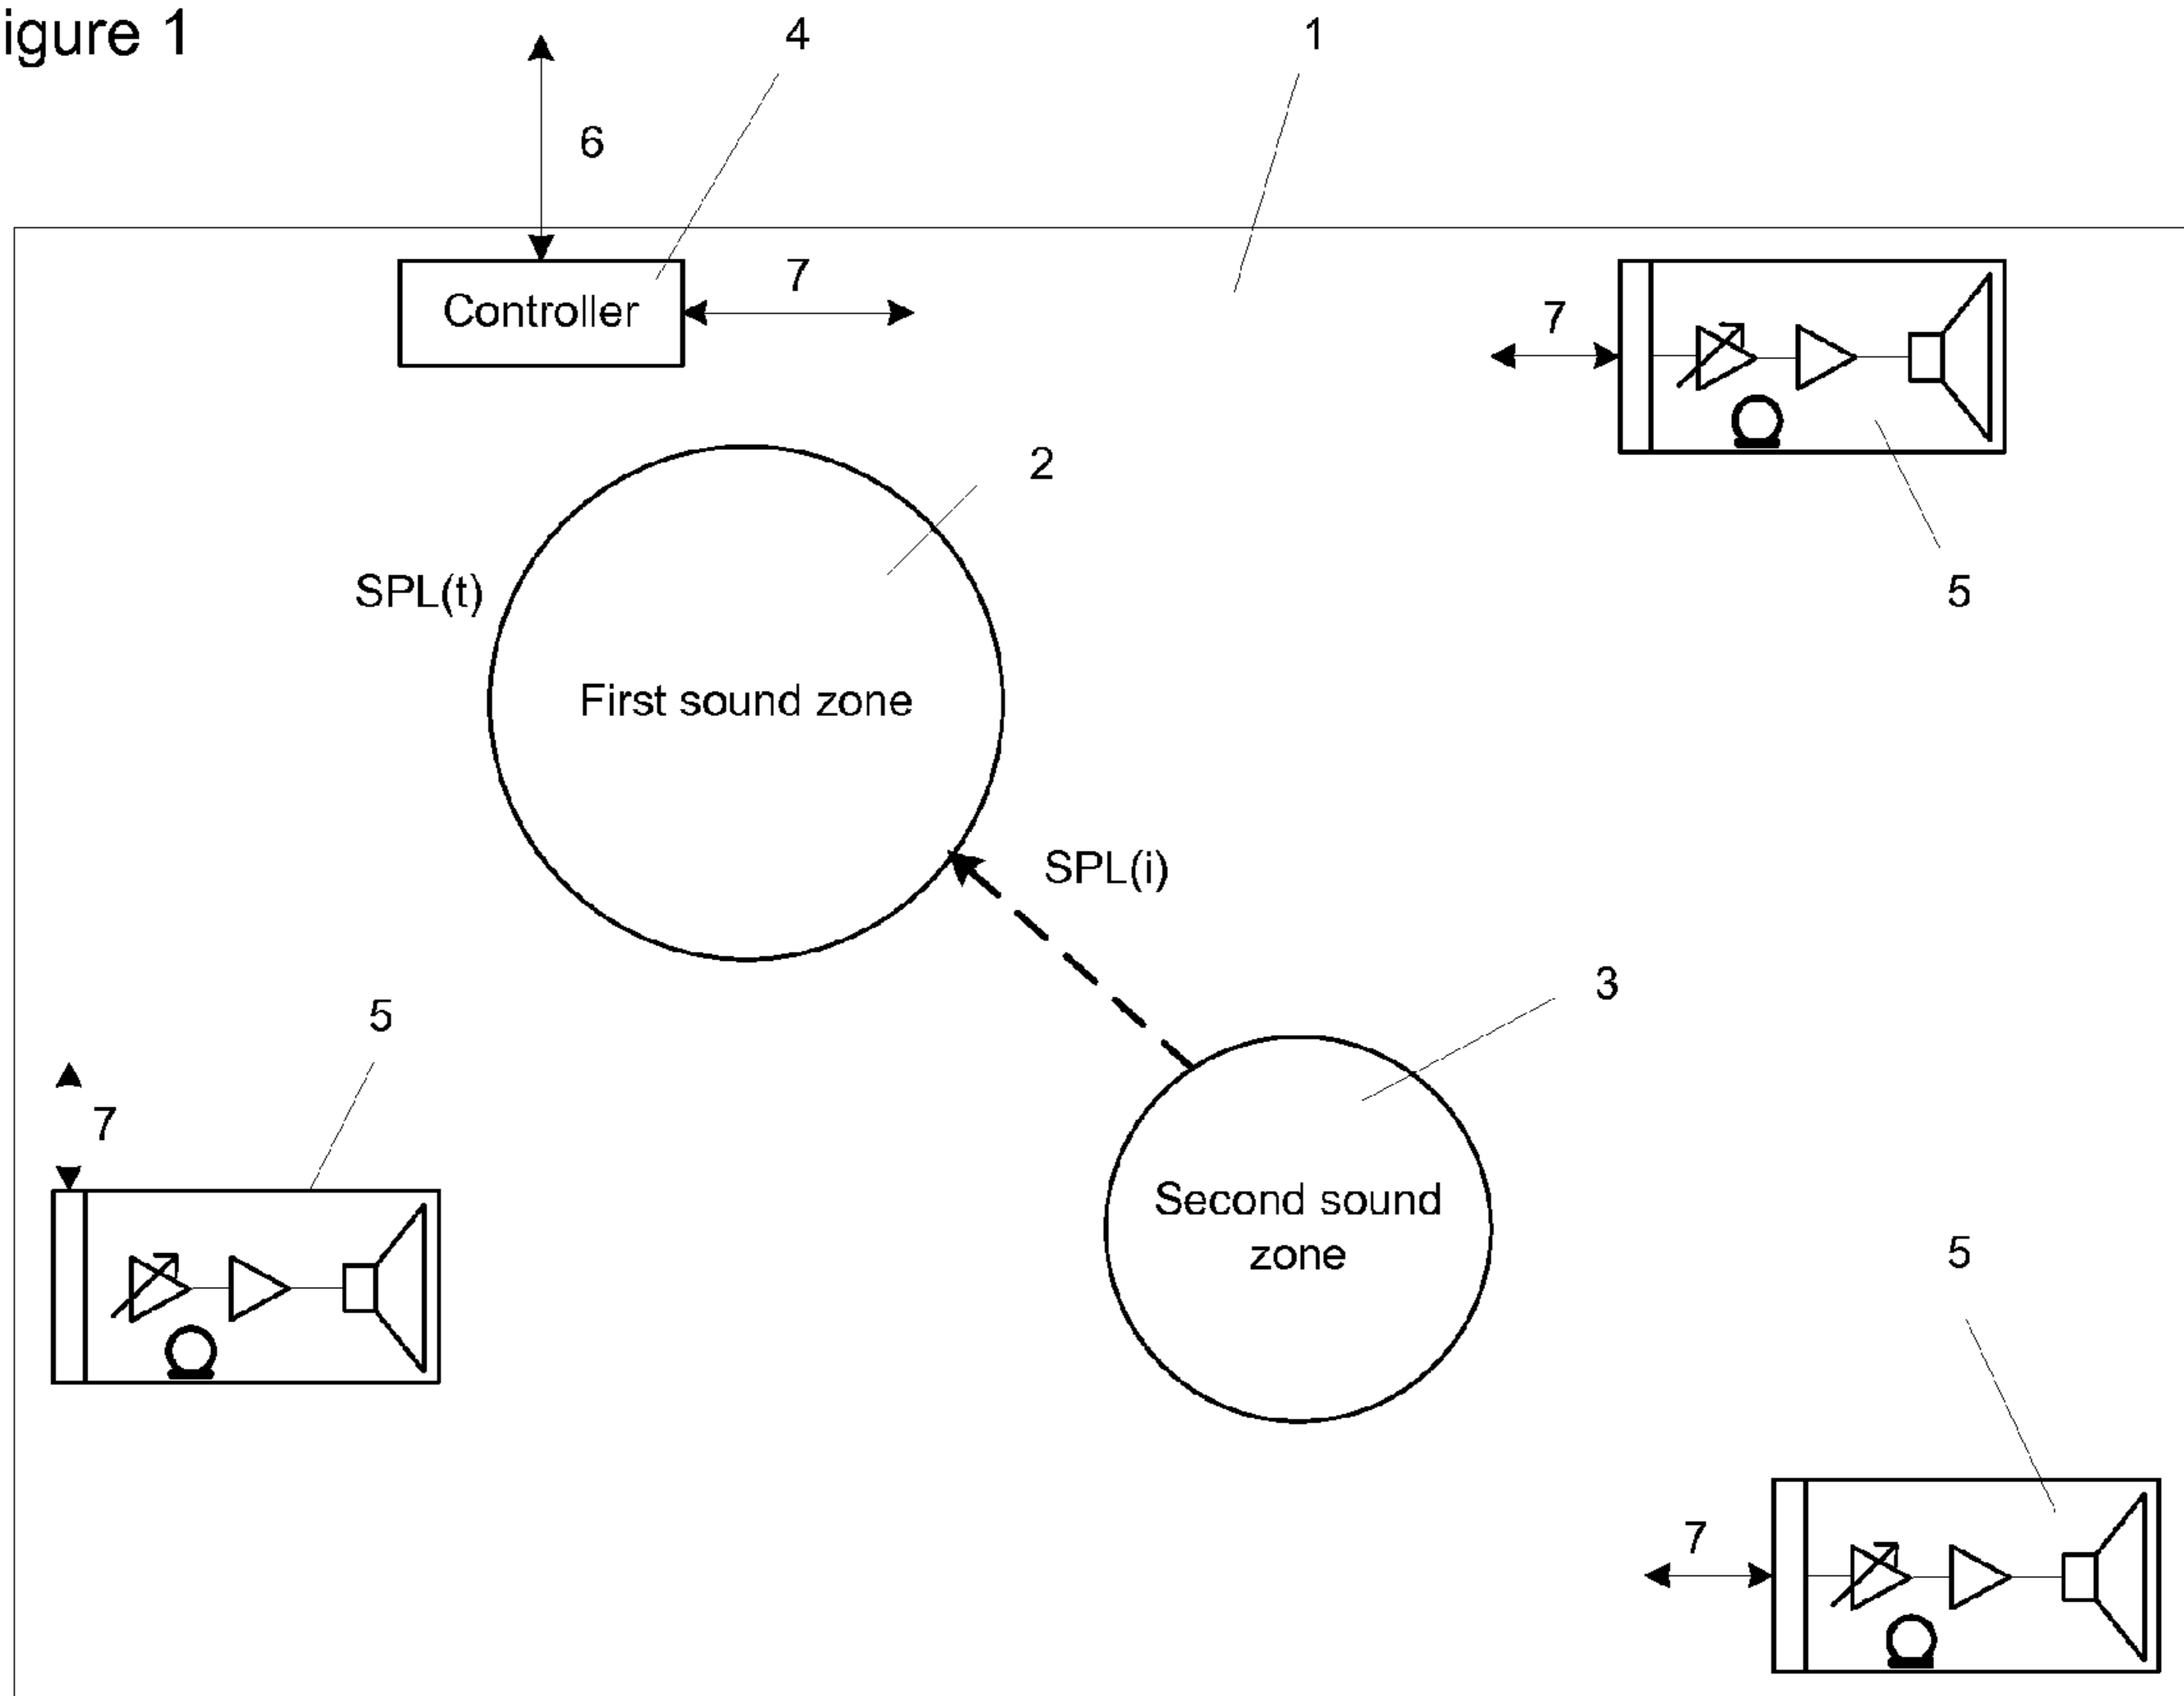 igure 1
4
1
6
7
Controller
7
2
5
SPL(t)
First sound zone
SPL(i)
3
5
7
Second sound
zone
5
7